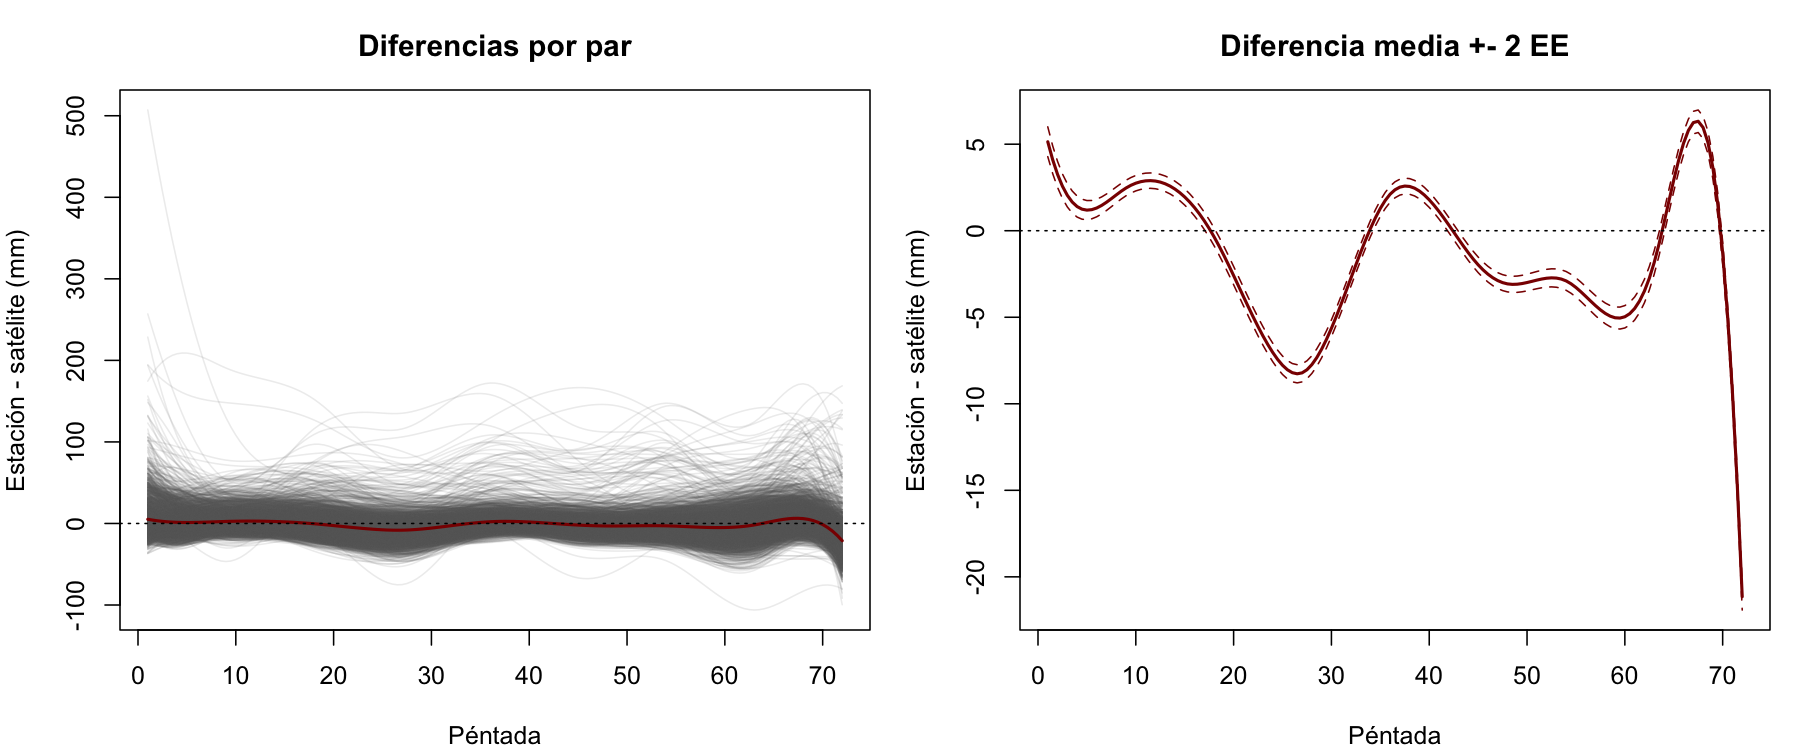 Diferencias por par
Estación - satélite (mm)
500
400
300
200
100
0
-100
0 10 20 30 40 50 60 70
Péntada
Diferencia media +- 2 EE
Estación - satélite (mm)
5
0
-5
-10
-15
-20
0 10 20 30 40 50 60 70
Péntada